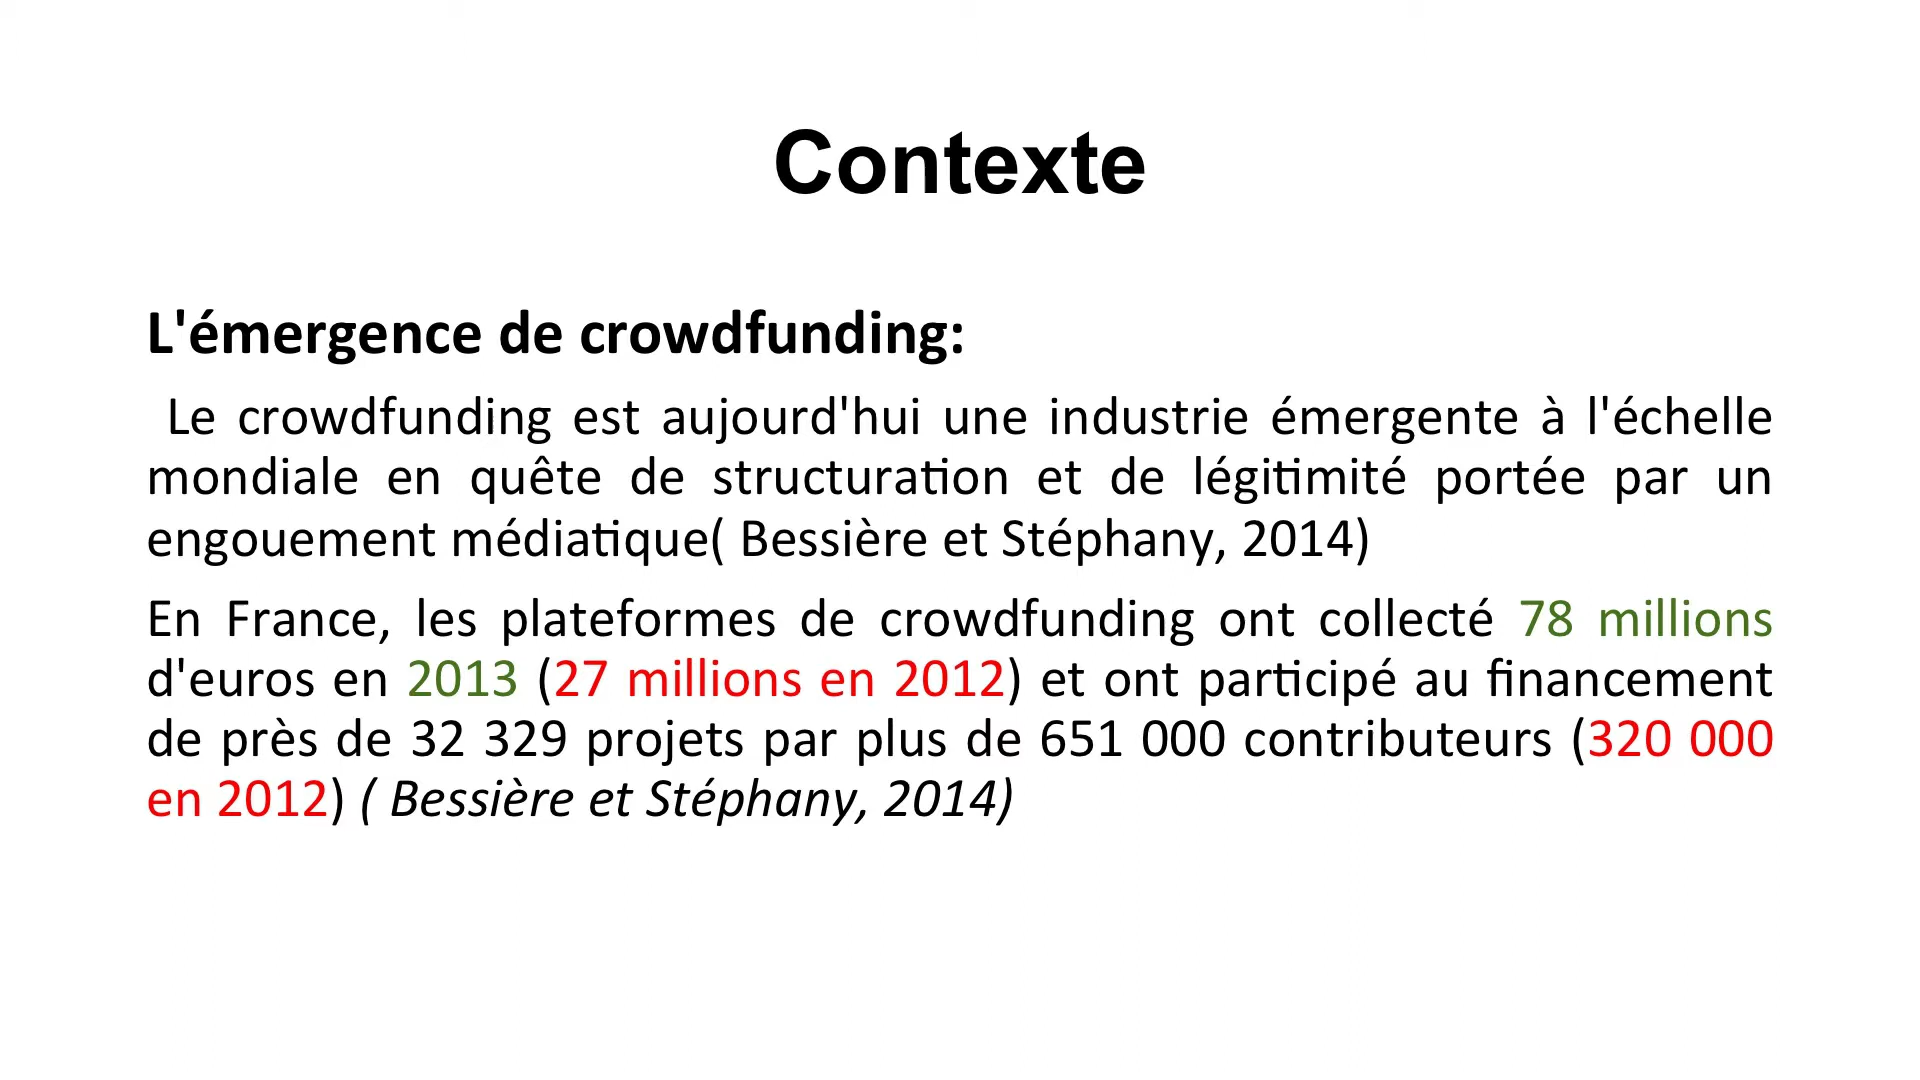 Contexte
L'émergence de crowdfunding:
Le crowdfunding est aujourd'hui une industrie émergente à l'échelle
mondiale en quête de structuration et de légitimité portée par un
engouement médiatique( Bessière et Stéphany, 2014)
En France, les plateformes de crowdfunding ont collecté 78 millions
d'euros en 2013 (27 millions en 2012) et ont participé au financement
de près de 32 329 projets par plus de 651 000 contributeurs (320 000
en 2012) ( Bessière et Stéphany, 2014)